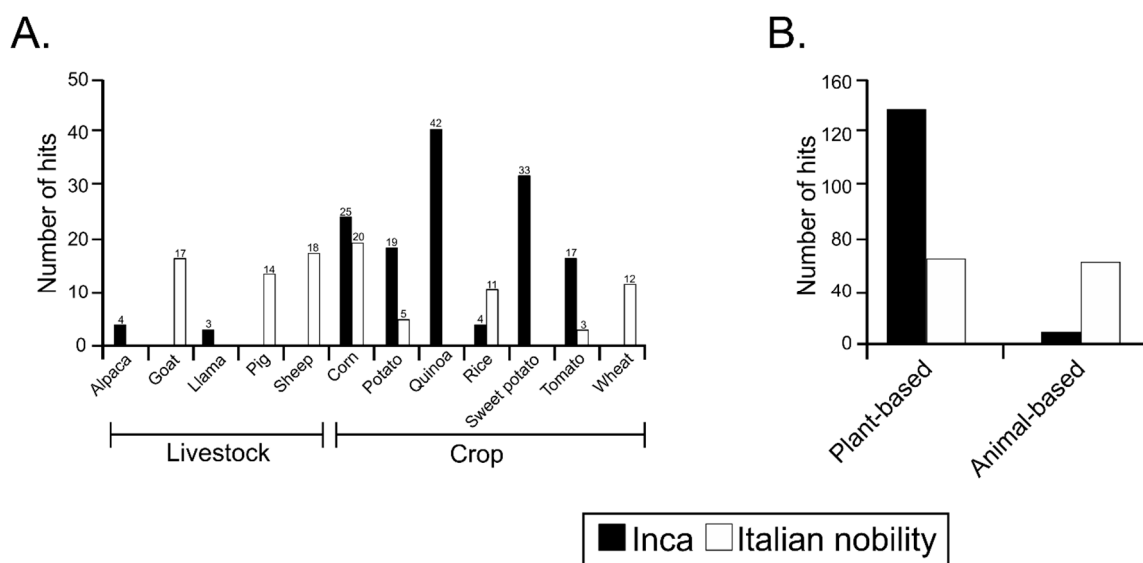 A.
Number of hits
50
40
30
20
10
0
4
17
3
14
18
25
20
19
5
42
4
11
33
17
3
12
Alpaca
Goat
Llama
Pig
Sheep
Corn
Potato
Quinoa
Rice
Sweet potato
Tomato
Wheat
Livestock
Crop
B.
Number of hits
160
120
100
80
40
0
Plant-based
Animal-based
Inca Italian nobility